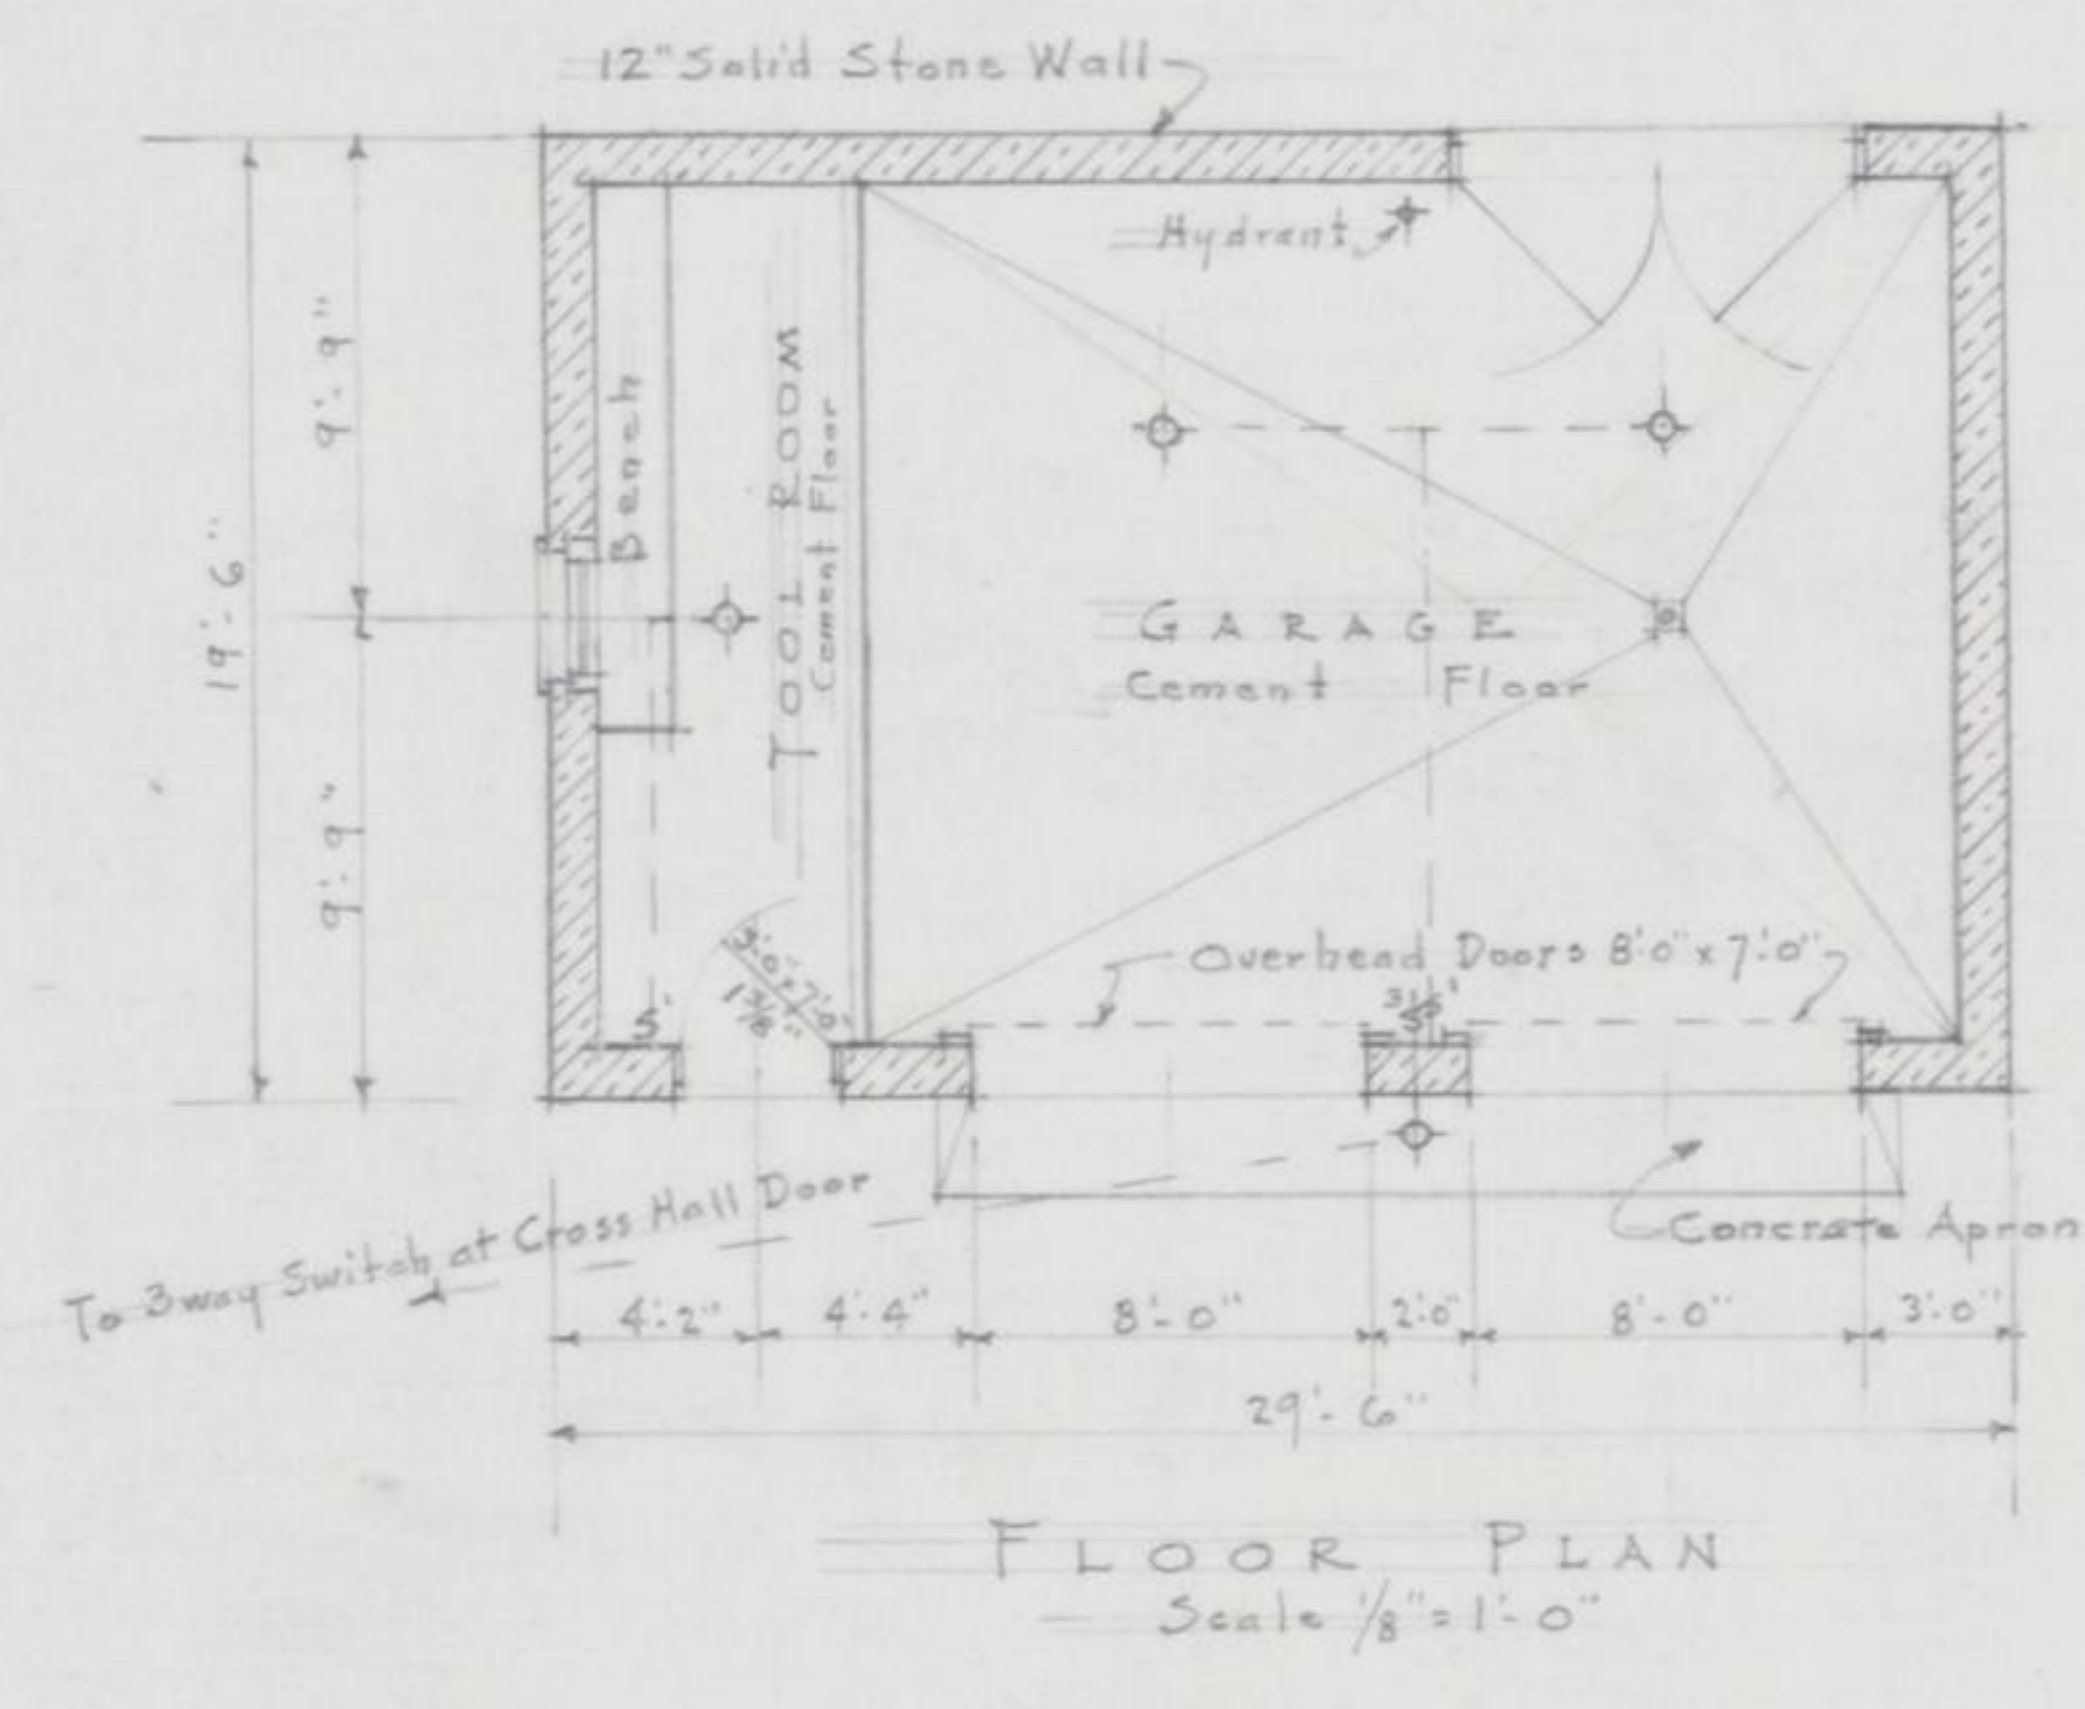 12" Solid Stone Wall
Hydrant
9'-9"
19'-6"
9'-9"
Bench
TOOL ROOM
Cement Floor
GARAGE
Cement Floor
Overhead Doors 8'-0" x 7'-0"
3'-0" x 7'-0"
1 3/8"
S
S
Concrete Apron
To 3 way Switch at Cross Hall Door
4'-2" 4'-4" 8'-0" 2'-0" 8'-0" 3'-0"
29'-6"
FLOOR PLAN
Scale 1/8" = 1'-0"